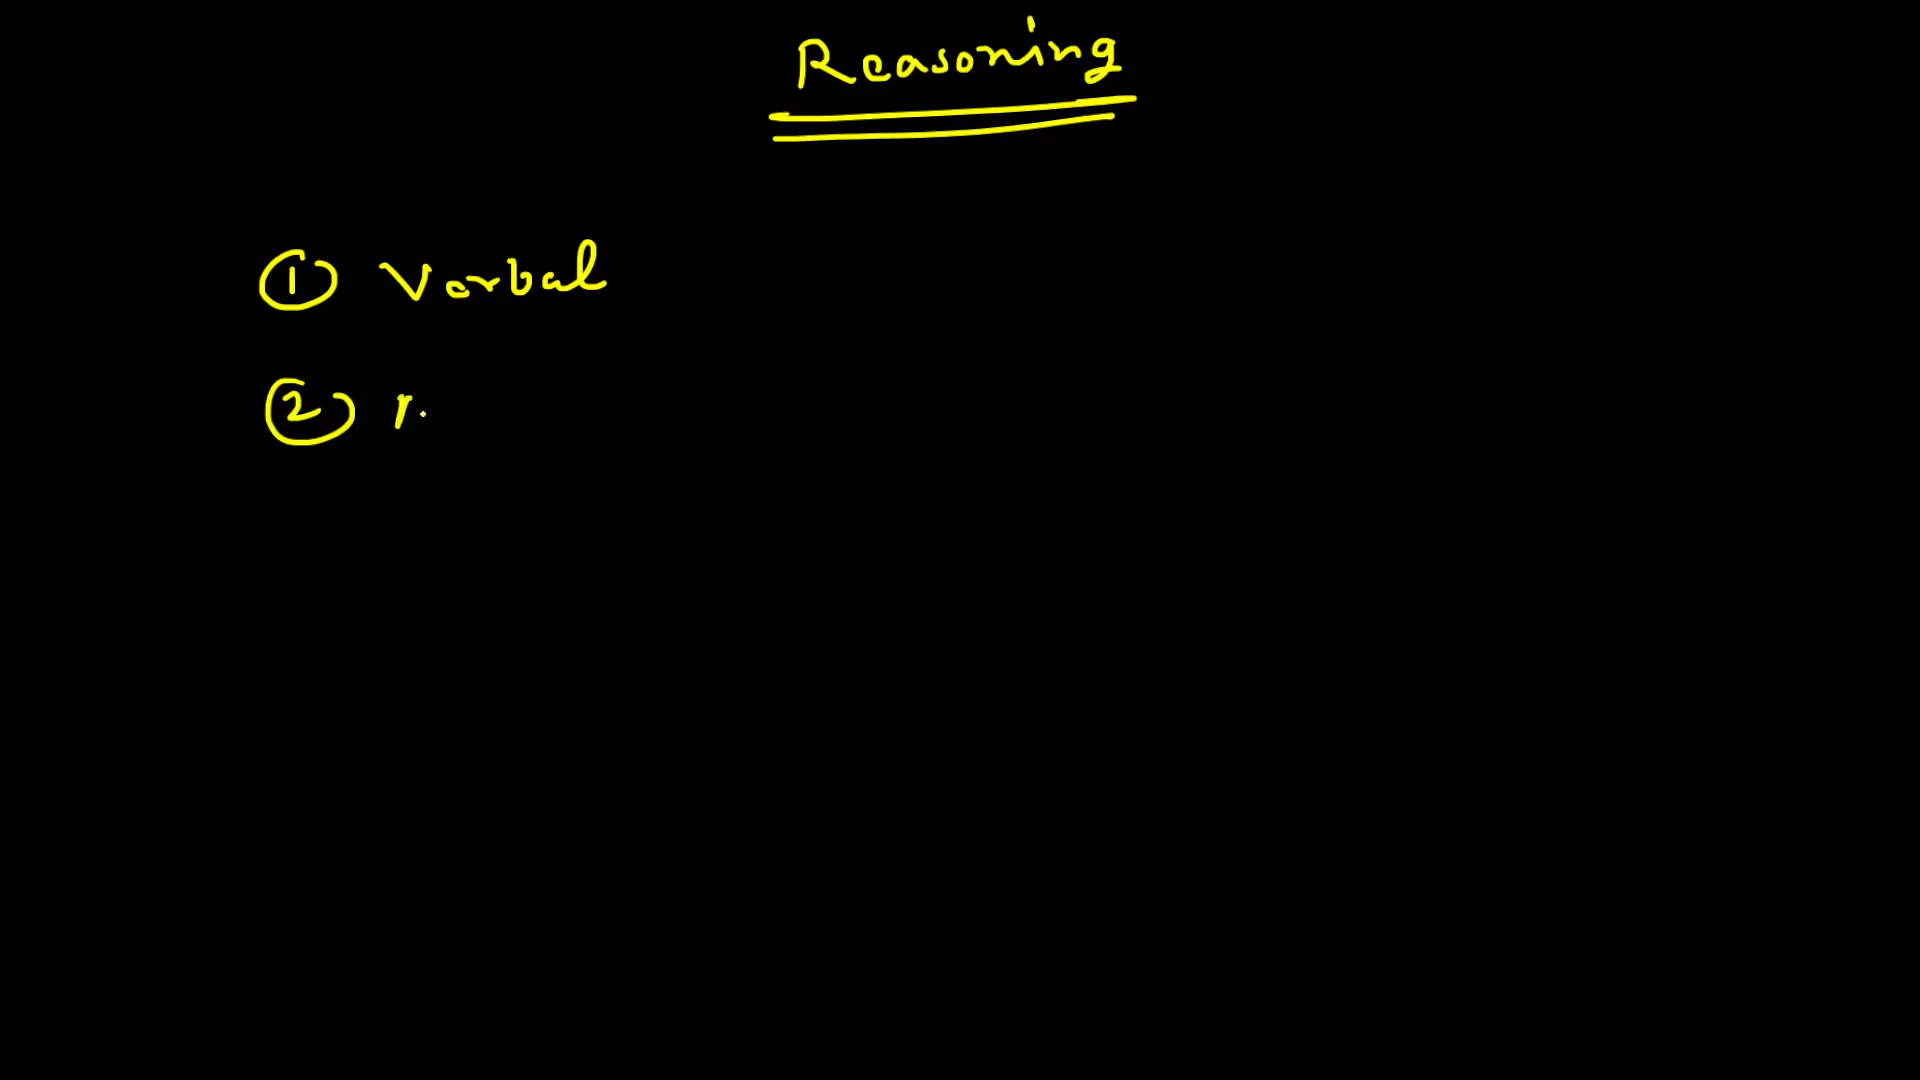 Reasoning
① Verbal
②